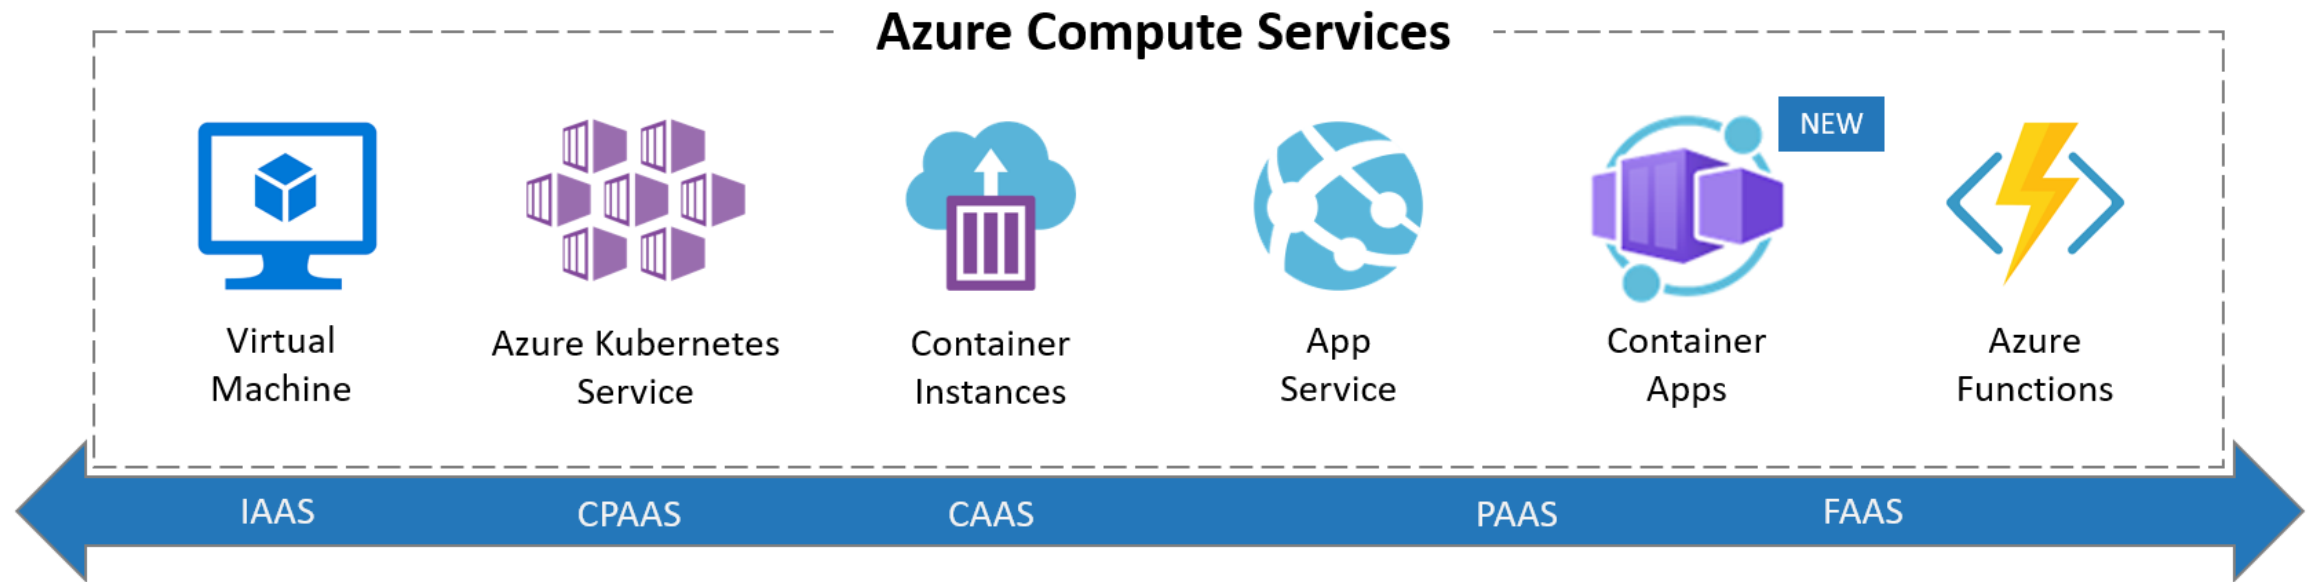 Azure Compute Services
NEW
Virtual
Machine
Azure Kubernetes
Service
Container
Instances
App
Service
Container
Apps
Azure
Functions
IAAS
CPAAS
CAAS
PAAS
FAAS